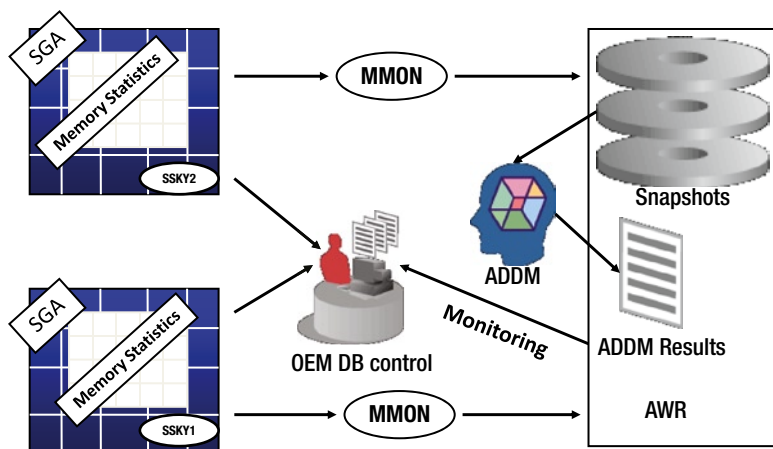 SGA
Memory Statistics
SSKY2
MMON
Snapshots
ADDM
ADDM Results
OEM DB control
Monitoring
SGA
Memory Statistics
SSKY1
MMON
AWR